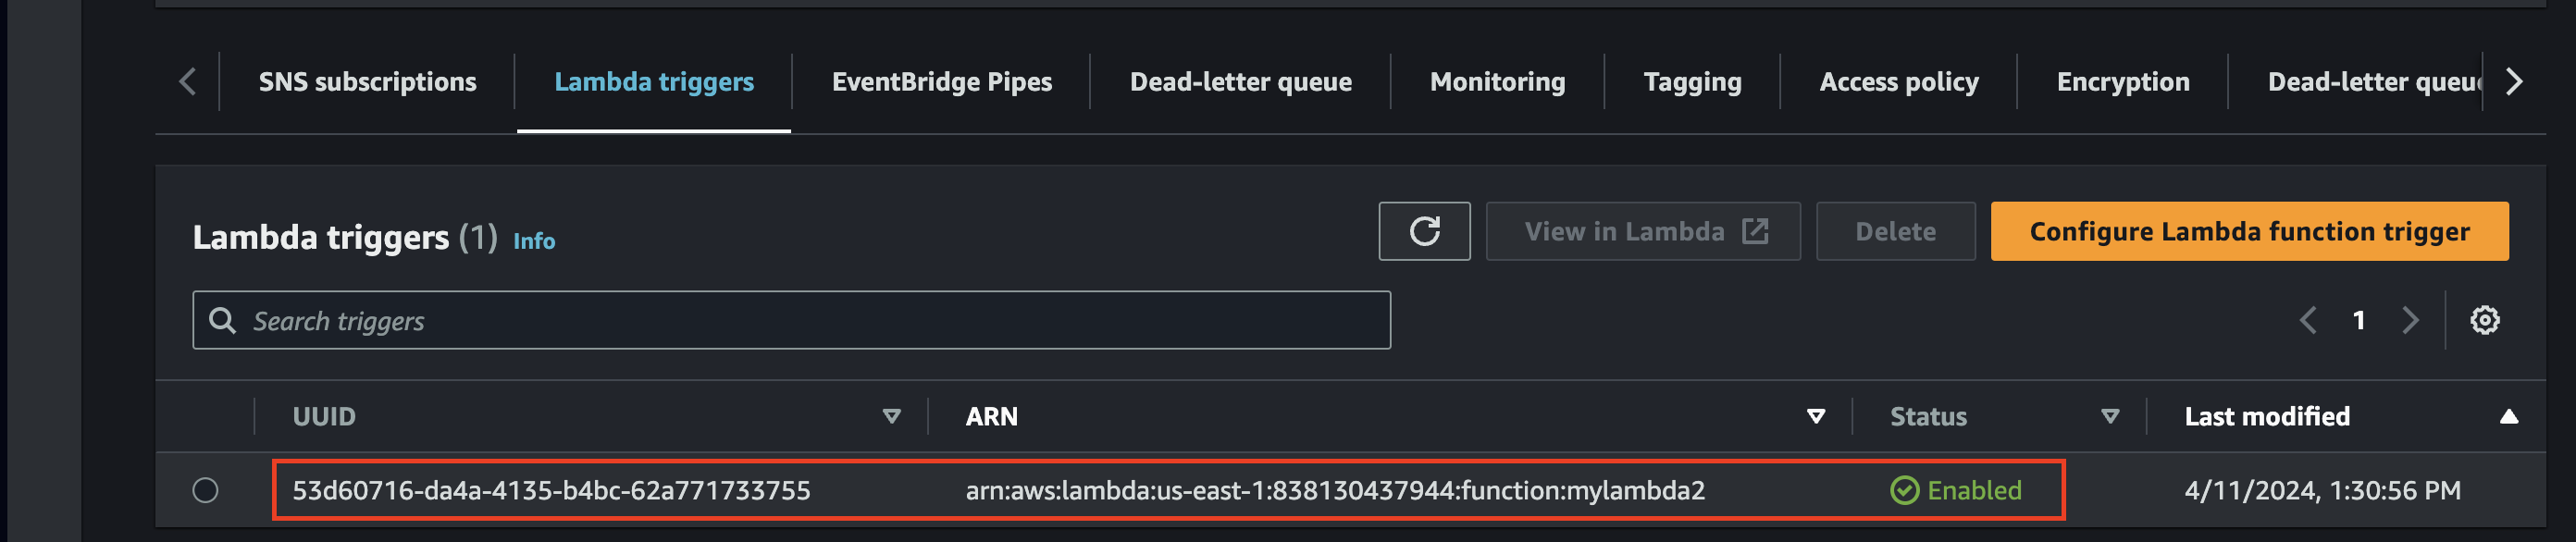 SNS subscriptions Lambda triggers EventBridge Pipes Dead-letter queue Monitoring Tagging Access policy Encryption Dead-letter queu
Lambda triggers (1) Info View in Lambda Delete Configure Lambda function trigger
Search triggers 1
UUID ARN Status Last modified
53d60716-da4a-4135-b4bc-62a771733755 arn:aws:lambda:us-east-1:838130437944:function:mylambda2 Enabled 4/11/2024, 1:30:56 PM